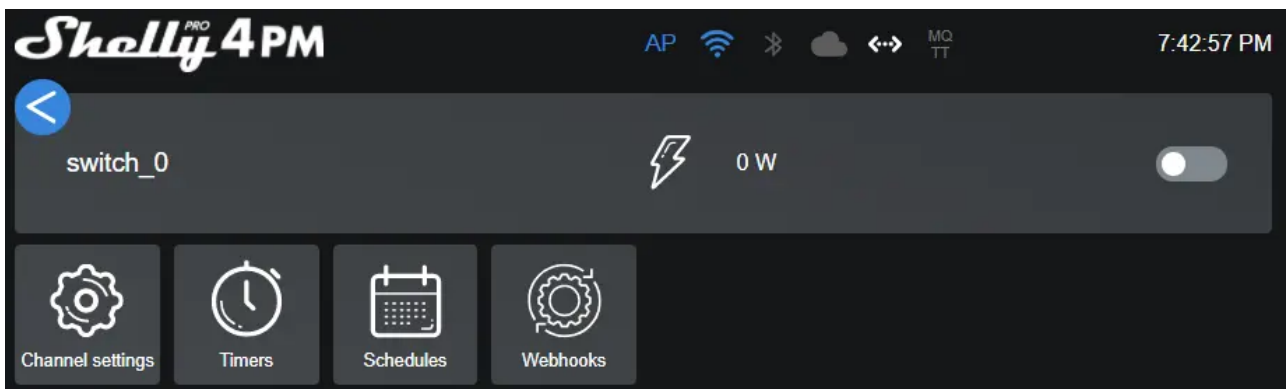 Shelly PRO 4PM
AP
MQ
TT
7:42:57 PM
switch_0
0 W
Channel settings
Timers
Schedules
Webhooks